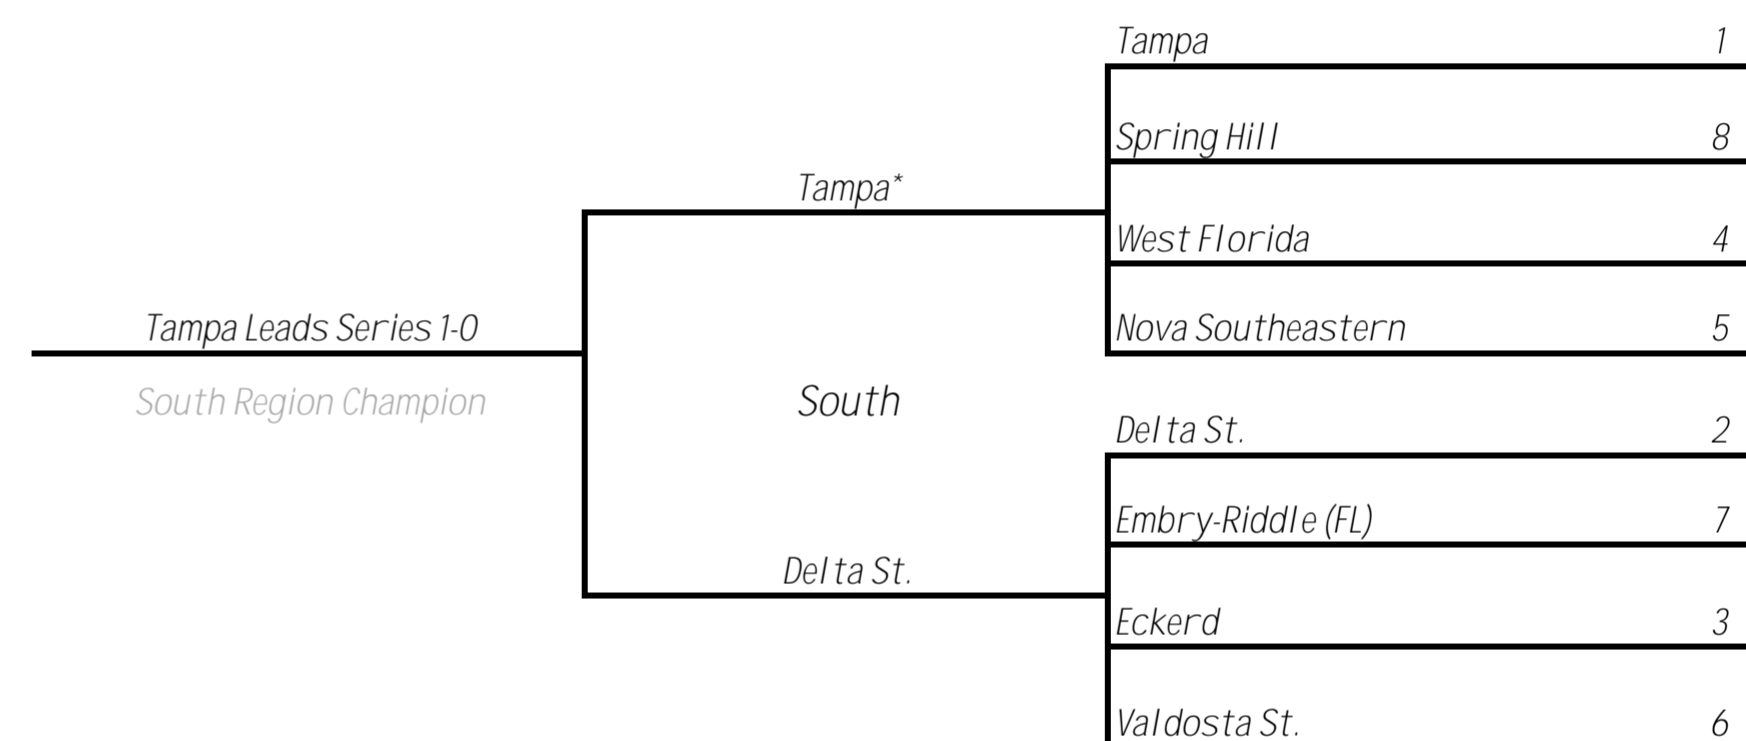 Tampa 1
Spring Hill 8
Tampa*
West Florida 4
Tampa Leads Series 1-0
Nova Southeastern 5
South Region Champion
South
Delta St. 2
Embry-Riddle (FL) 7
Delta St.
Eckerd 3
Valdosta St. 6